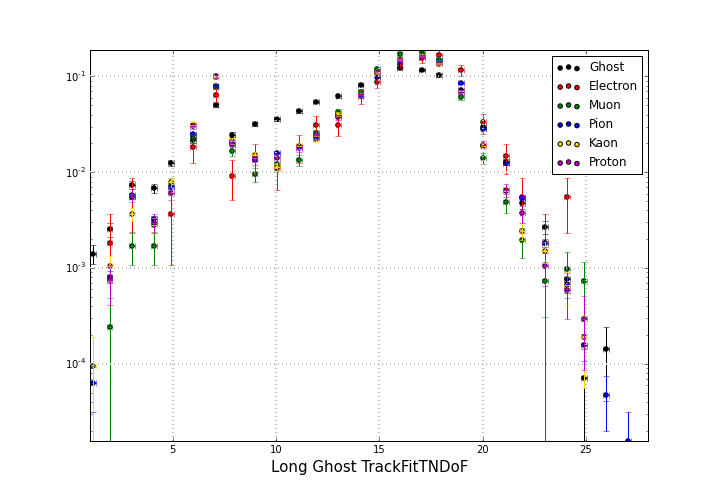 10⁻¹
10⁻²
10⁻³
10⁻⁴
Ghost
Electron
Muon
Pion
Kaon
Proton
5 10 15 20 25
Long Ghost TrackFitTNDoF